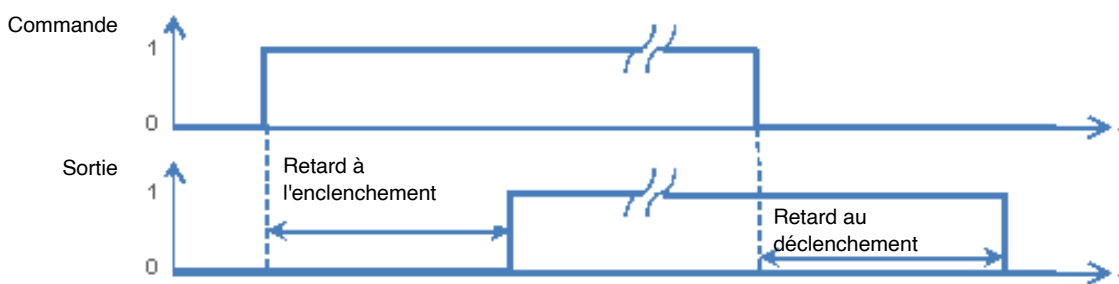 Commande
1
0
Sortie
1
0
Retard à
l'enclenchement
Retard au
déclenchement